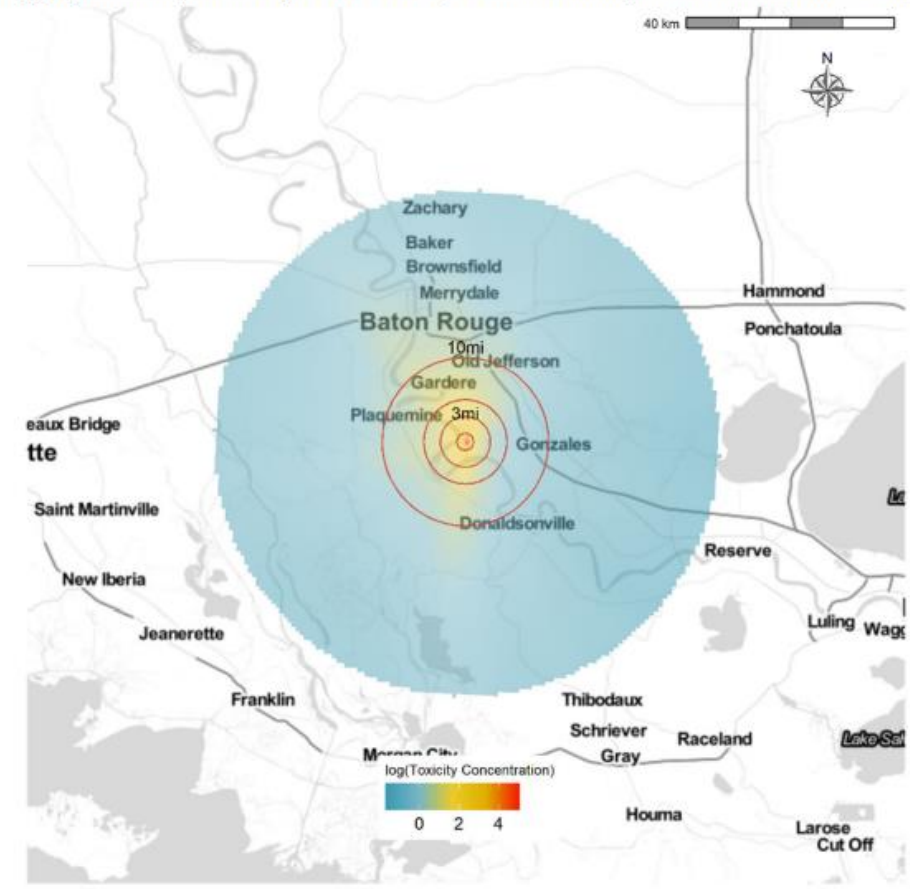 40 km
N
Zachary
Baker
Brownsfield
Merrydale
Hammond
Baton Rouge
Ponchatoula
10mi
Old Jefferson
Gardere
Plaquemine
3mi
eaux Bridge
Gonzales
tte
Saint Martinville
Donaldsonville
Reserve
New Iberia
Luling
Jeanerette
Franklin
Thibodaux
Schriever
Raceland
Morgan City
Gray
log(Toxicity Concentration)
0 2 4
Houma
Larose
Cut Off